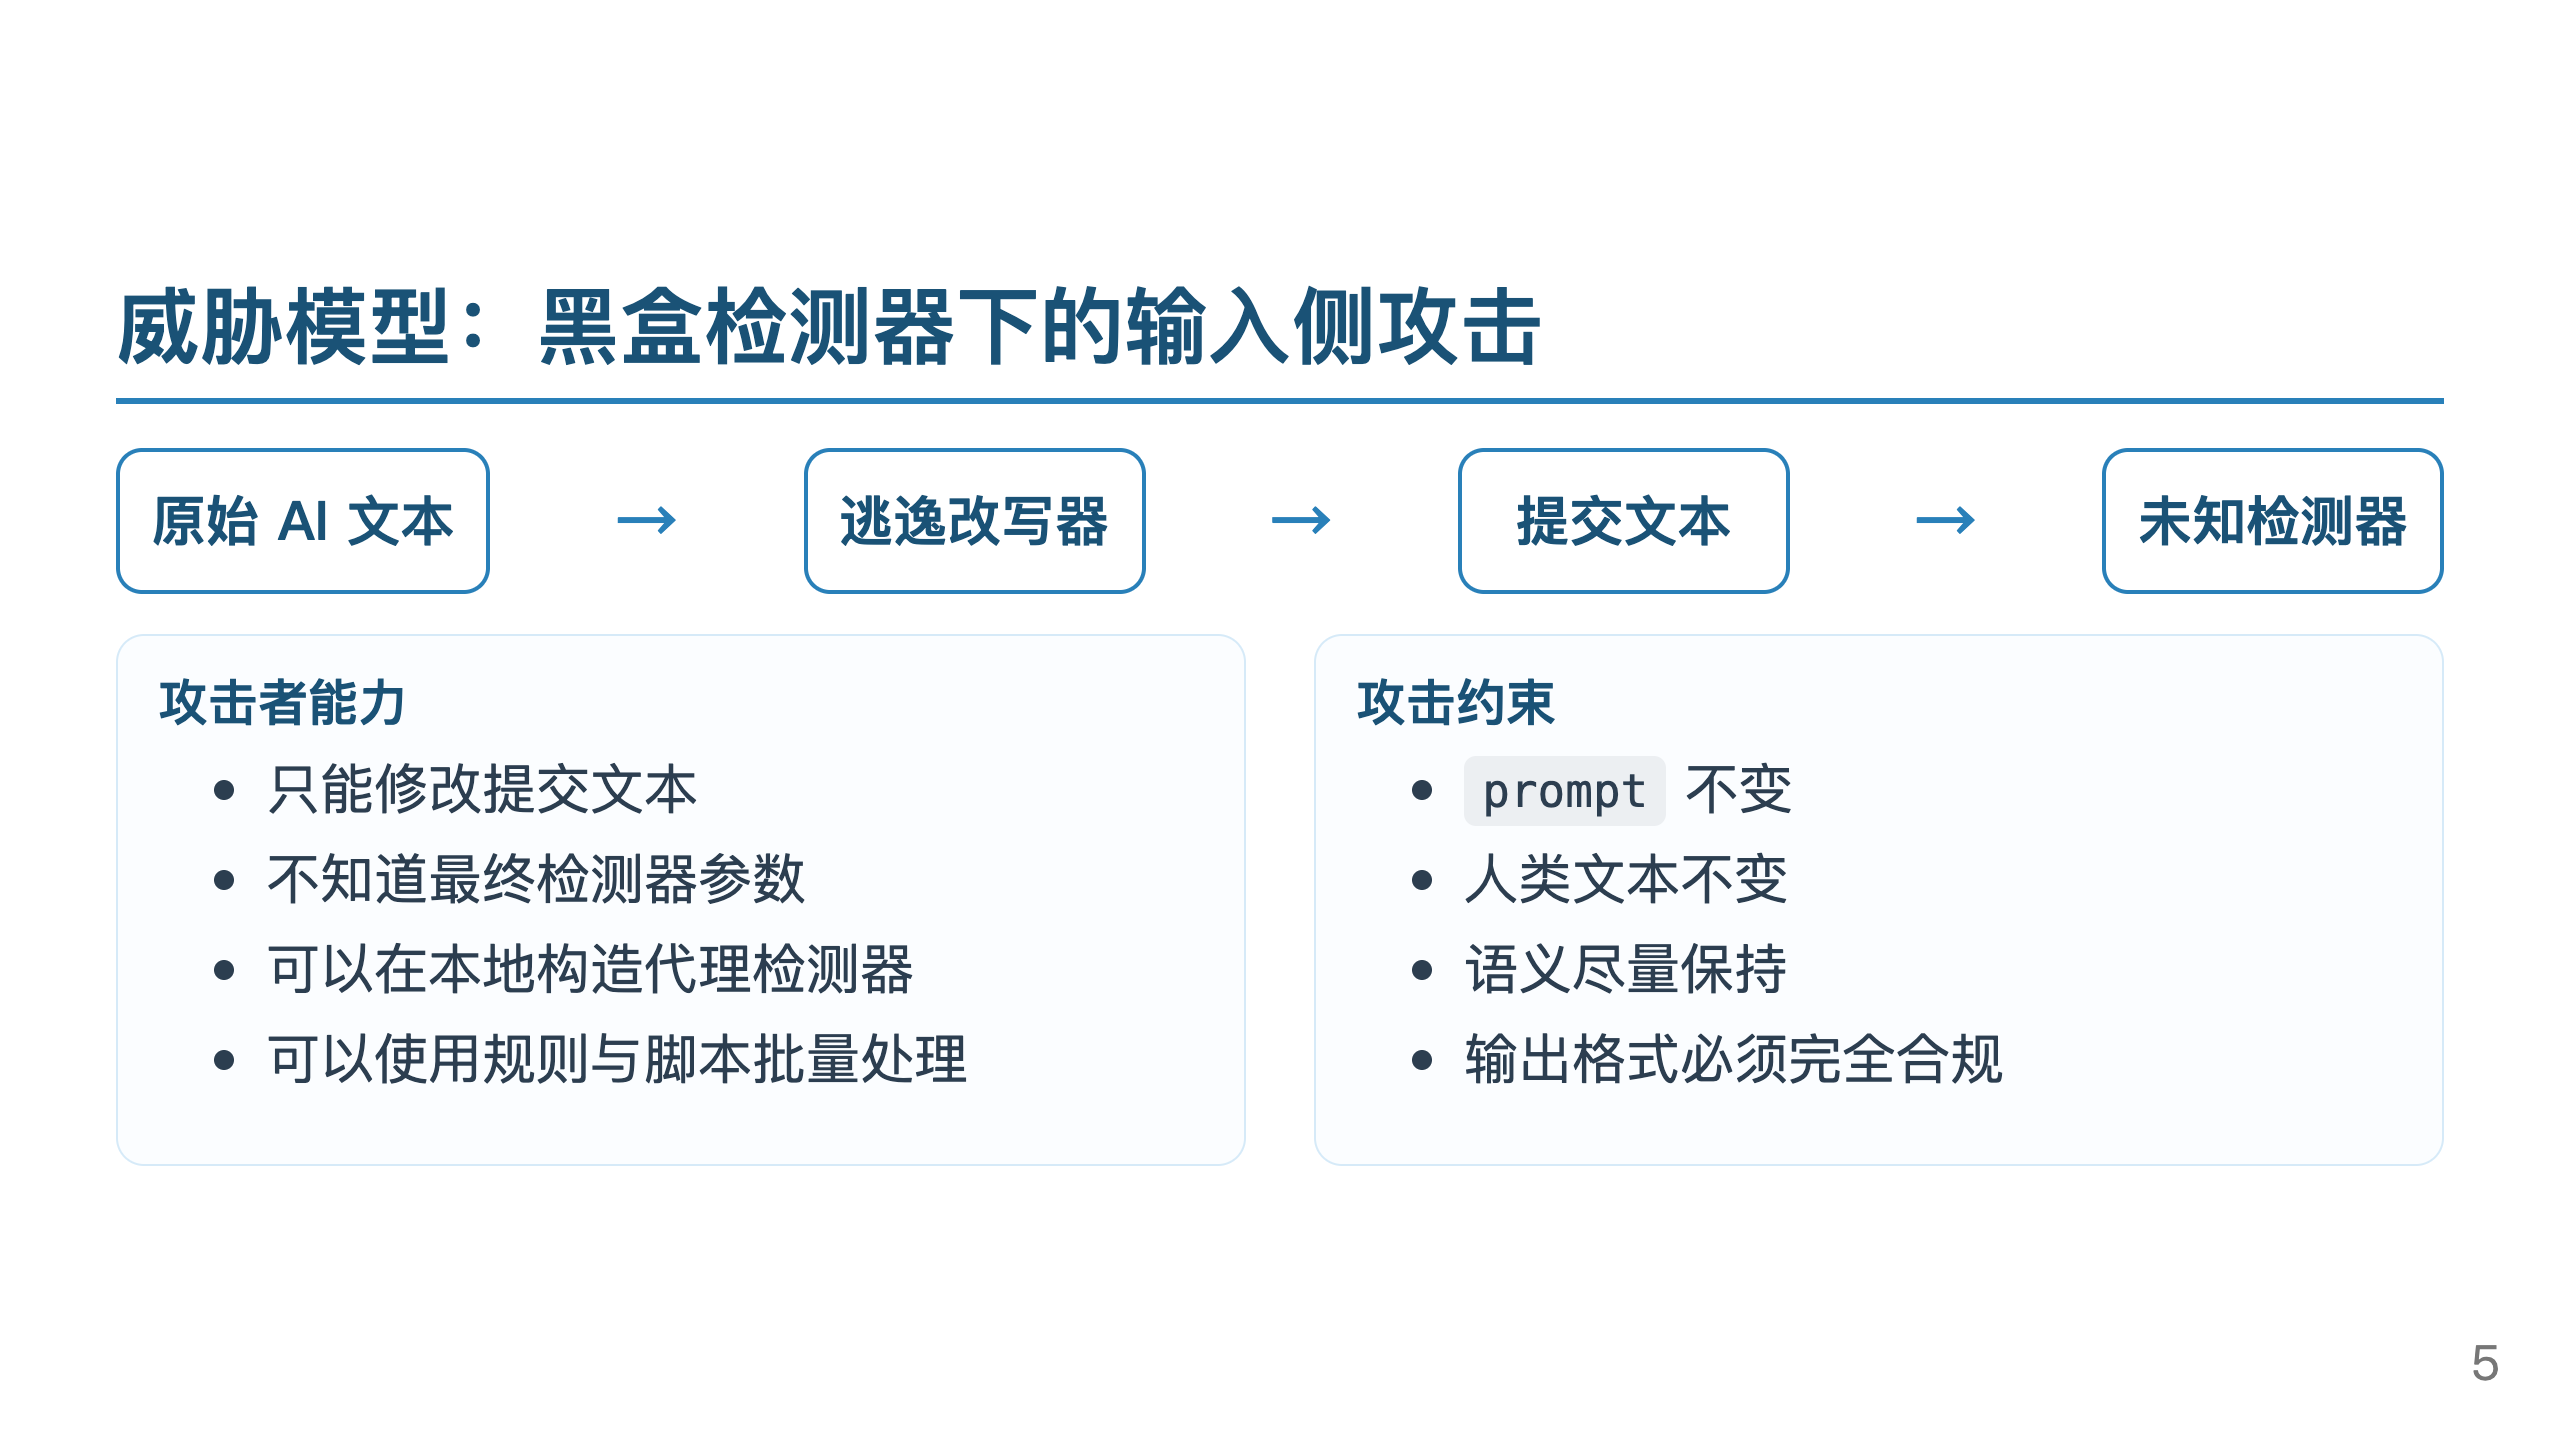 威胁模型：黑盒检测器下的输入侧攻击
原始 AI 文本 → 逃逸改写器 → 提交文本 → 未知检测器
攻击者能力
• 只能修改提交文本
• 不知道最终检测器参数
• 可以在本地构造代理检测器
• 可以使用规则与脚本批量处理
攻击约束
• prompt 不变
• 人类文本不变
• 语义尽量保持
• 输出格式必须完全合规
5